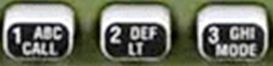 1 ABC
CALL
2 DEF
LT
3 GHI
MODE